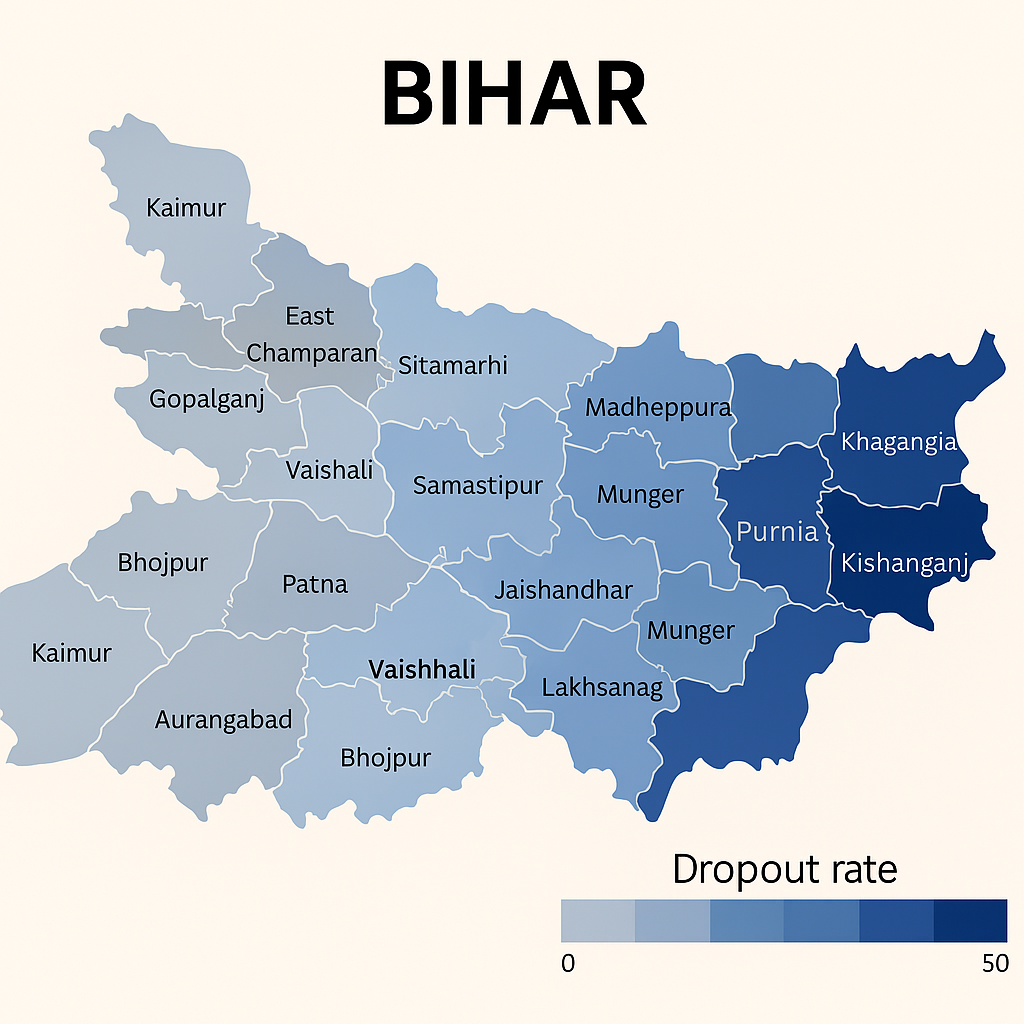 BIHAR
Kaimur
East
Champaran
Sitamarhi
Gopalganj
Madheppura
Khagangia
Vaishali
Samastipur
Munger
Purnia
Bhojpur
Patna
Jaishandhar
Kishanganj
Kaimur
Munger
Vaishhali
Lakhsanag
Aurangabad
Bhojpur
Dropout rate
0 50